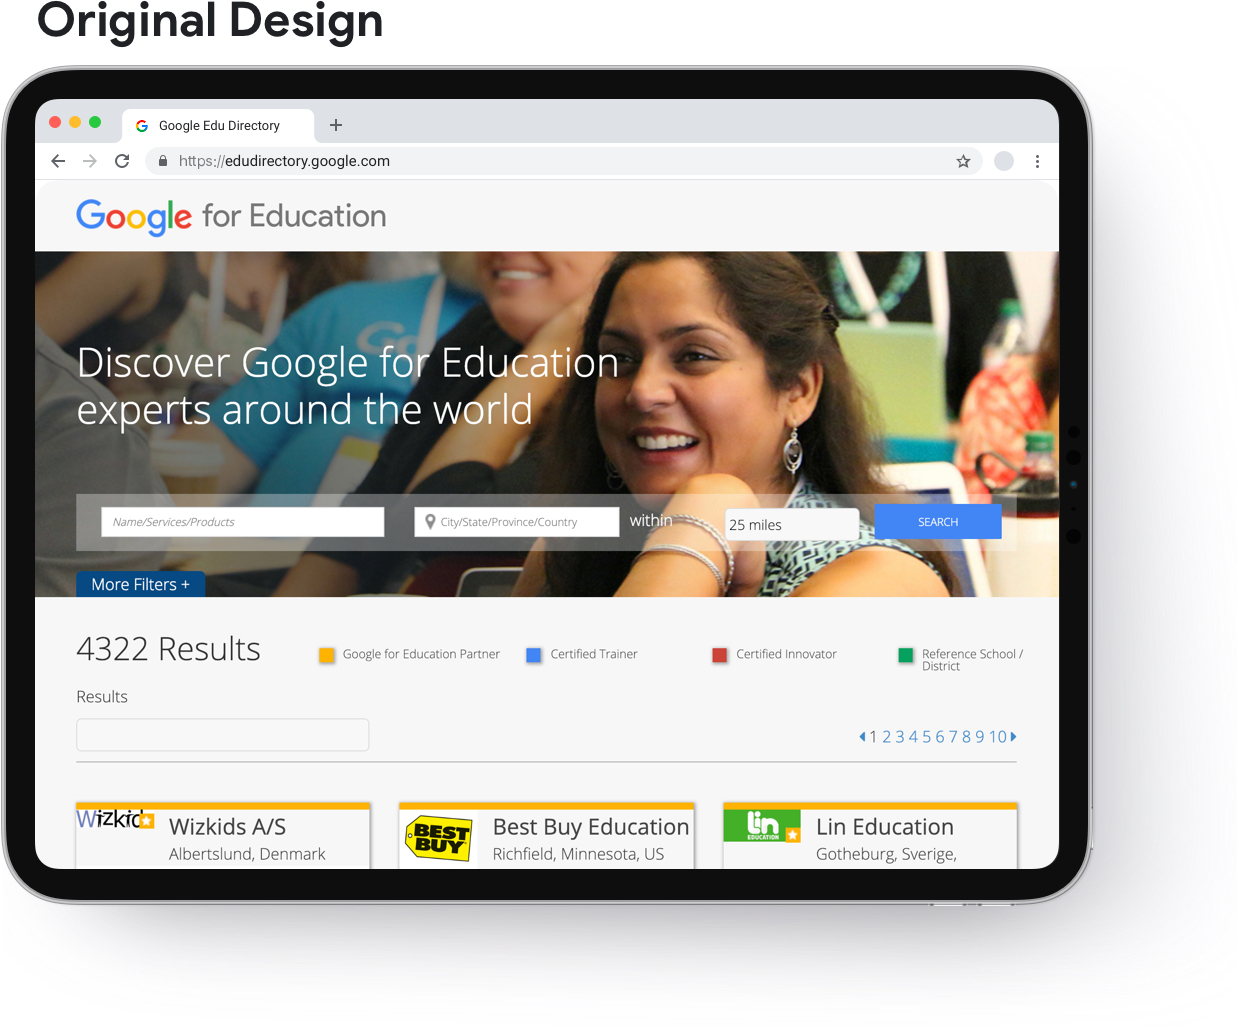 Original Design
Google Edu Directory
https://edudirectory.google.com
Google for Education
Discover Google for Education
experts around the world
Name/Services/Products
City/State/Province/Country
within
25 miles
SEARCH
More Filters +
4322 Results
Google for Education Partner
Certified Trainer
Certified Innovator
Reference School /
District
Results
1 2 3 4 5 6 7 8 9 10
Wizkids
Wizkids A/S
Albertslund, Denmark
BEST
BUY
Best Buy Education
Richfield, Minnesota, US
Lin
EDUCATION
Lin Education
Gotheburg, Sverige,